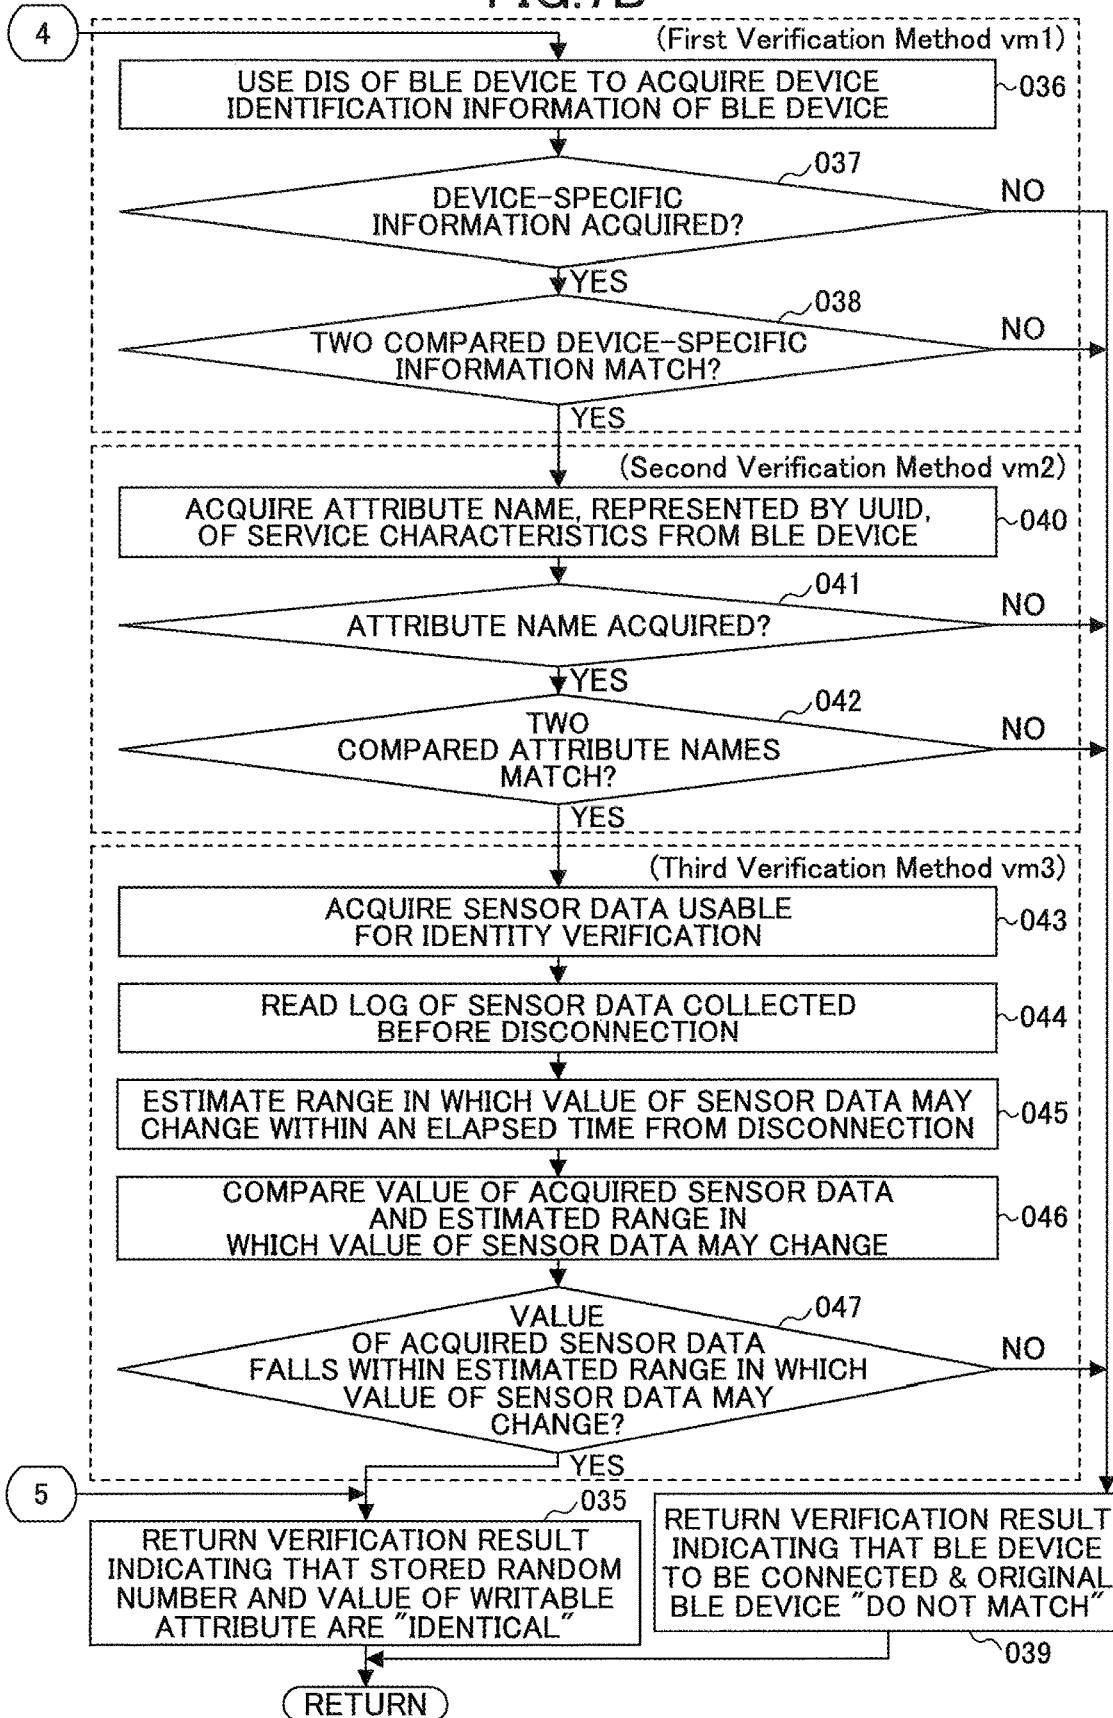 FIG.7B
4
(First Verification Method vm1)
USE DIS OF BLE DEVICE TO ACQUIRE DEVICE
IDENTIFICATION INFORMATION OF BLE DEVICE
036
037
DEVICE-SPECIFIC
INFORMATION ACQUIRED?
NO
YES
038
TWO COMPARED DEVICE-SPECIFIC
INFORMATION MATCH?
NO
YES
(Second Verification Method vm2)
ACQUIRE ATTRIBUTE NAME, REPRESENTED BY UUID,
OF SERVICE CHARACTERISTICS FROM BLE DEVICE
040
041
ATTRIBUTE NAME ACQUIRED?
NO
YES
042
TWO
COMPARED ATTRIBUTE NAMES
MATCH?
NO
YES
(Third Verification Method vm3)
ACQUIRE SENSOR DATA USABLE
FOR IDENTITY VERIFICATION
043
READ LOG OF SENSOR DATA COLLECTED
BEFORE DISCONNECTION
044
ESTIMATE RANGE IN WHICH VALUE OF SENSOR DATA MAY
CHANGE WITHIN AN ELAPSED TIME FROM DISCONNECTION
045
COMPARE VALUE OF ACQUIRED SENSOR DATA
AND ESTIMATED RANGE IN
WHICH VALUE OF SENSOR DATA MAY CHANGE
046
047
VALUE
OF ACQUIRED SENSOR DATA
FALLS WITHIN ESTIMATED RANGE IN WHICH
VALUE OF SENSOR DATA MAY
CHANGE?
NO
YES
5
035
RETURN VERIFICATION RESULT
INDICATING THAT STORED RANDOM
NUMBER AND VALUE OF WRITABLE
ATTRIBUTE ARE "IDENTICAL"
RETURN VERIFICATION RESULT
INDICATING THAT BLE DEVICE
TO BE CONNECTED & ORIGINAL
BLE DEVICE "DO NOT MATCH"
039
RETURN